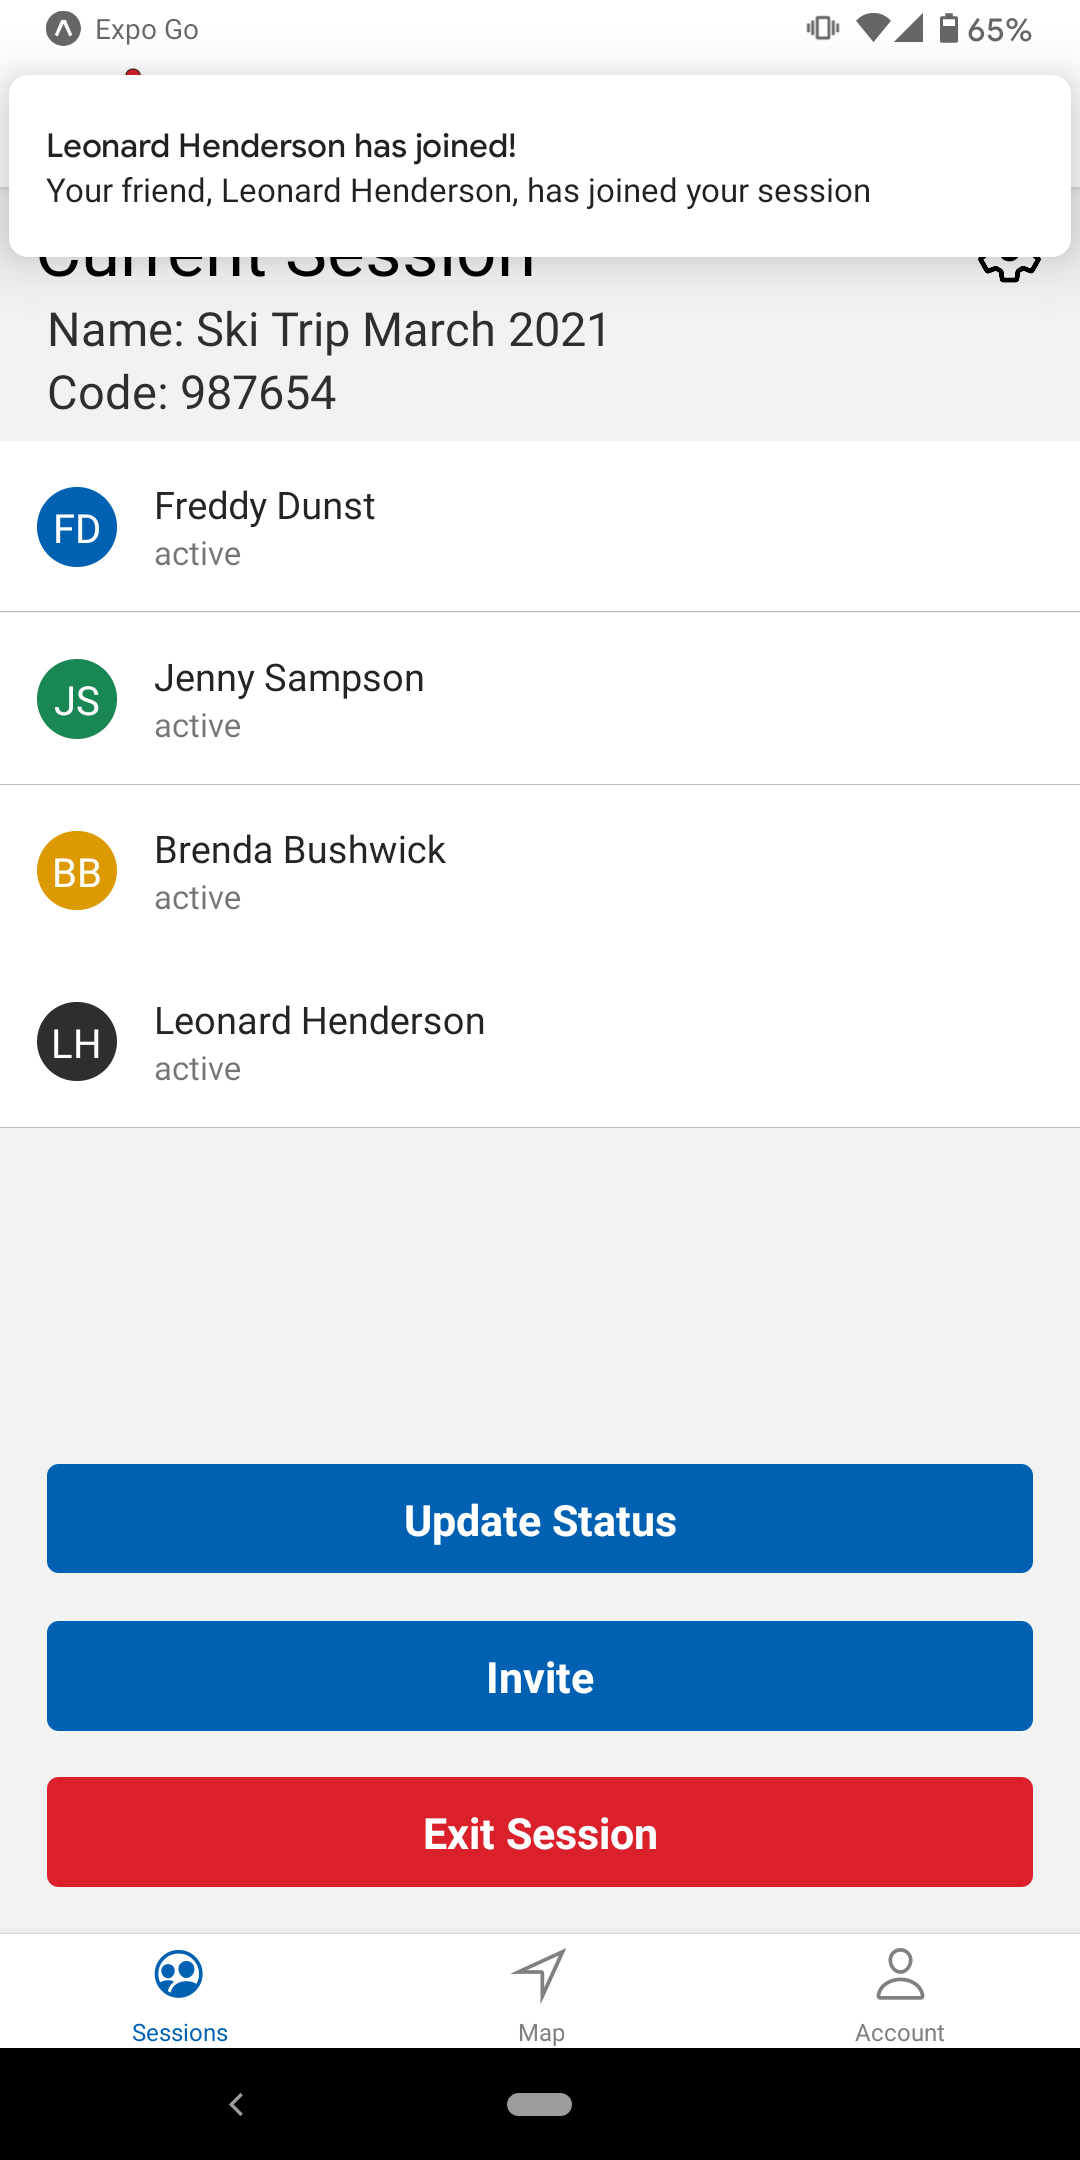 Expo Go
65%
Leonard Henderson has joined!
Your friend, Leonard Henderson, has joined your session
Current Session
Name: Ski Trip March 2021
Code: 987654
FD
Freddy Dunst
active
JS
Jenny Sampson
active
BB
Brenda Bushwick
active
LH
Leonard Henderson
active
Update Status
Invite
Exit Session
Sessions
Map
Account